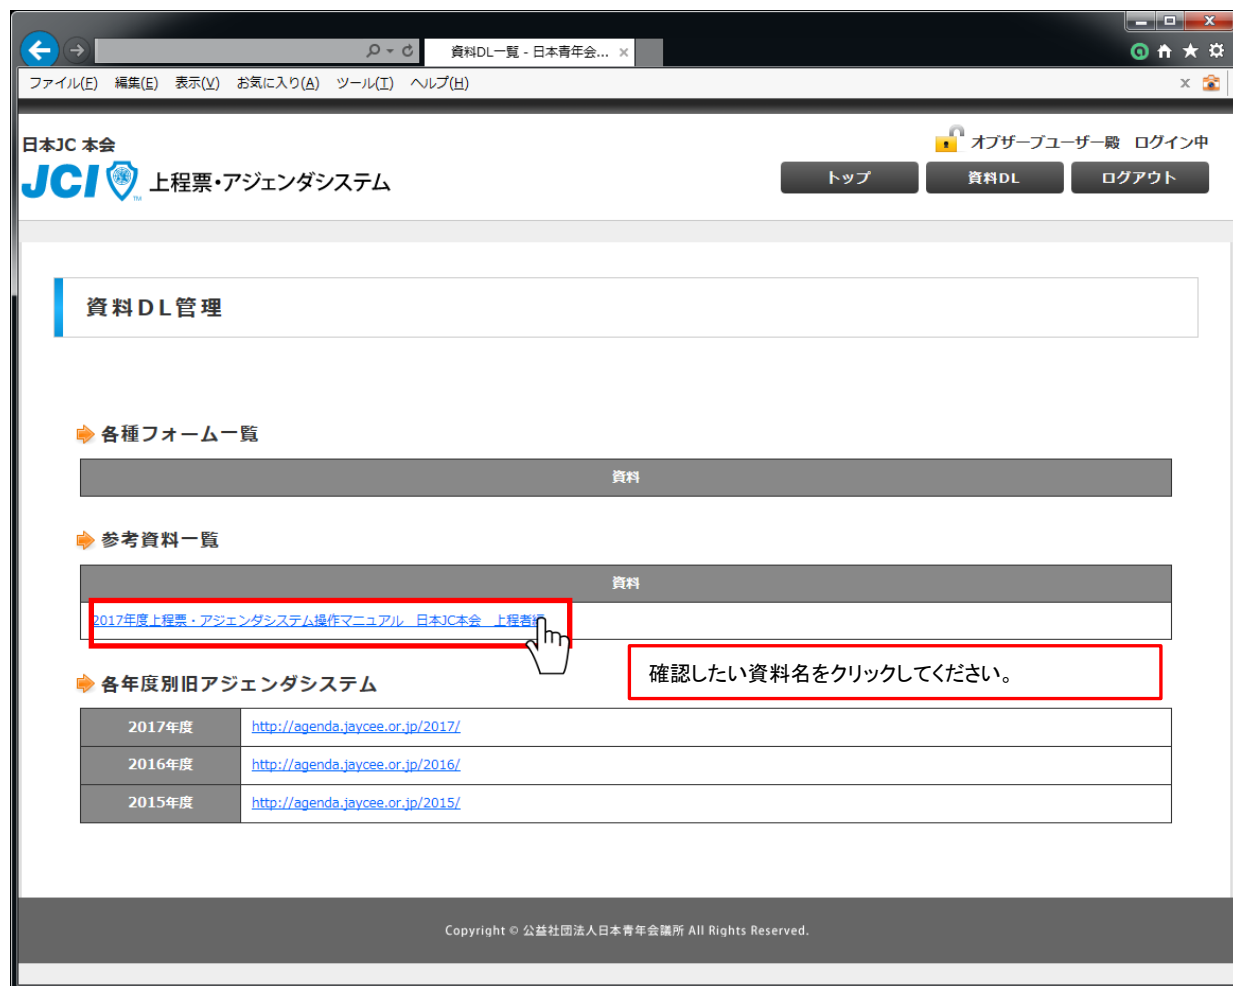 資料DL一覧 - 日本青年会...
ファイル(F) 編集(E) 表示(V) お気に入り(A) ツール(T) ヘルプ(H)
日本JC 本会
オブザーブユーザー殿 ログイン中
JCI 上程票・アジェンダシステム
トップ 資料DL ログアウト
資料DL管理
各種フォーム一覧
資料
参考資料一覧
資料
2017年度上程票・アジェンダシステム操作マニュアル 日本JC本会 上程者編
確認したい資料名をクリックしてください。
各年度別旧アジェンダシステム
2017年度 http://agenda.jaycee.or.jp/2017/
2016年度 http://agenda.jaycee.or.jp/2016/
2015年度 http://agenda.jaycee.or.jp/2015/
Copyright © 公益社団法人日本青年会議所 All Rights Reserved.